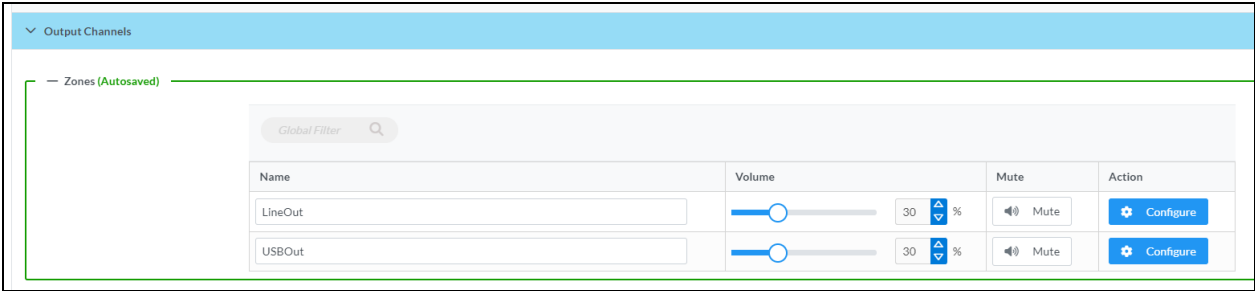 Output Channels
Zones (Autosaved)
Global Filter
Name Volume Mute Action
LineOut 30 % Mute Configure
USBOut 30 % Mute Configure